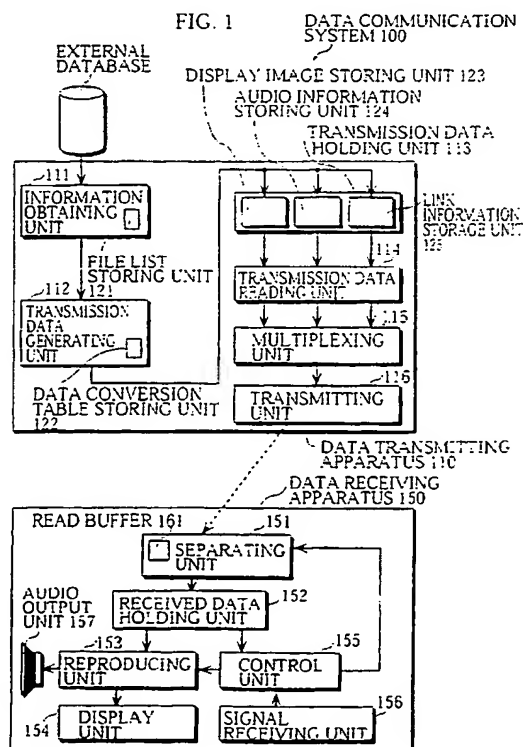 FIG. 1
DATA COMMUNICATION
SYSTEM 100
EXTERNAL
DATABASE
DISPLAY IMAGE STORING UNIT 123
AUDIO INFORMATION
STORING UNIT 124
TRANSMISSION DATA
HOLDING UNIT 113
111
INFORMATION
OBTAINING
UNIT
LINK
INFORMATION
STORAGE UNIT
125
FILE LIST
STORING UNIT
121
114
TRANSMISSION DATA
READING UNIT
112
TRANSMISSION
DATA
GENERATING
UNIT
115
MULTIPLEXING
UNIT
DATA CONVERSION
TABLE STORING UNIT
122
116
TRANSMITTING
UNIT
DATA TRANSMITTING
APPARATUS 110
DATA RECEIVING
APPARATUS 150
READ BUFFER 161
151
SEPARATING
UNIT
AUDIO
OUTPUT
UNIT 157
152
RECEIVED DATA
HOLDING UNIT
153
REPRODUCING
UNIT
155
CONTROL
UNIT
154
DISPLAY
UNIT
156
SIGNAL
RECEIVING UNIT